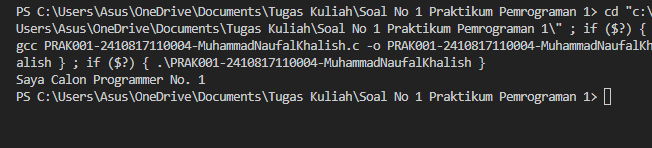 PS C:\Users\Asus\OneDrive\Documents\Tugas Kuliah\Soal No 1 Praktikum Pemrograman 1> cd "c:\
Users\Asus\OneDrive\Documents\Tugas Kuliah\Soal No 1 Praktikum Pemrograman 1\" ; if ($?) {
gcc PRAK001-2410817110004-MuhammadNaufalKhalish.c -o PRAK001-2410817110004-MuhammadNaufalKh
alish } ; if ($?) { .\PRAK001-2410817110004-MuhammadNaufalKhalish }
Saya Calon Programmer No. 1
PS C:\Users\Asus\OneDrive\Documents\Tugas Kuliah\Soal No 1 Praktikum Pemrograman 1>